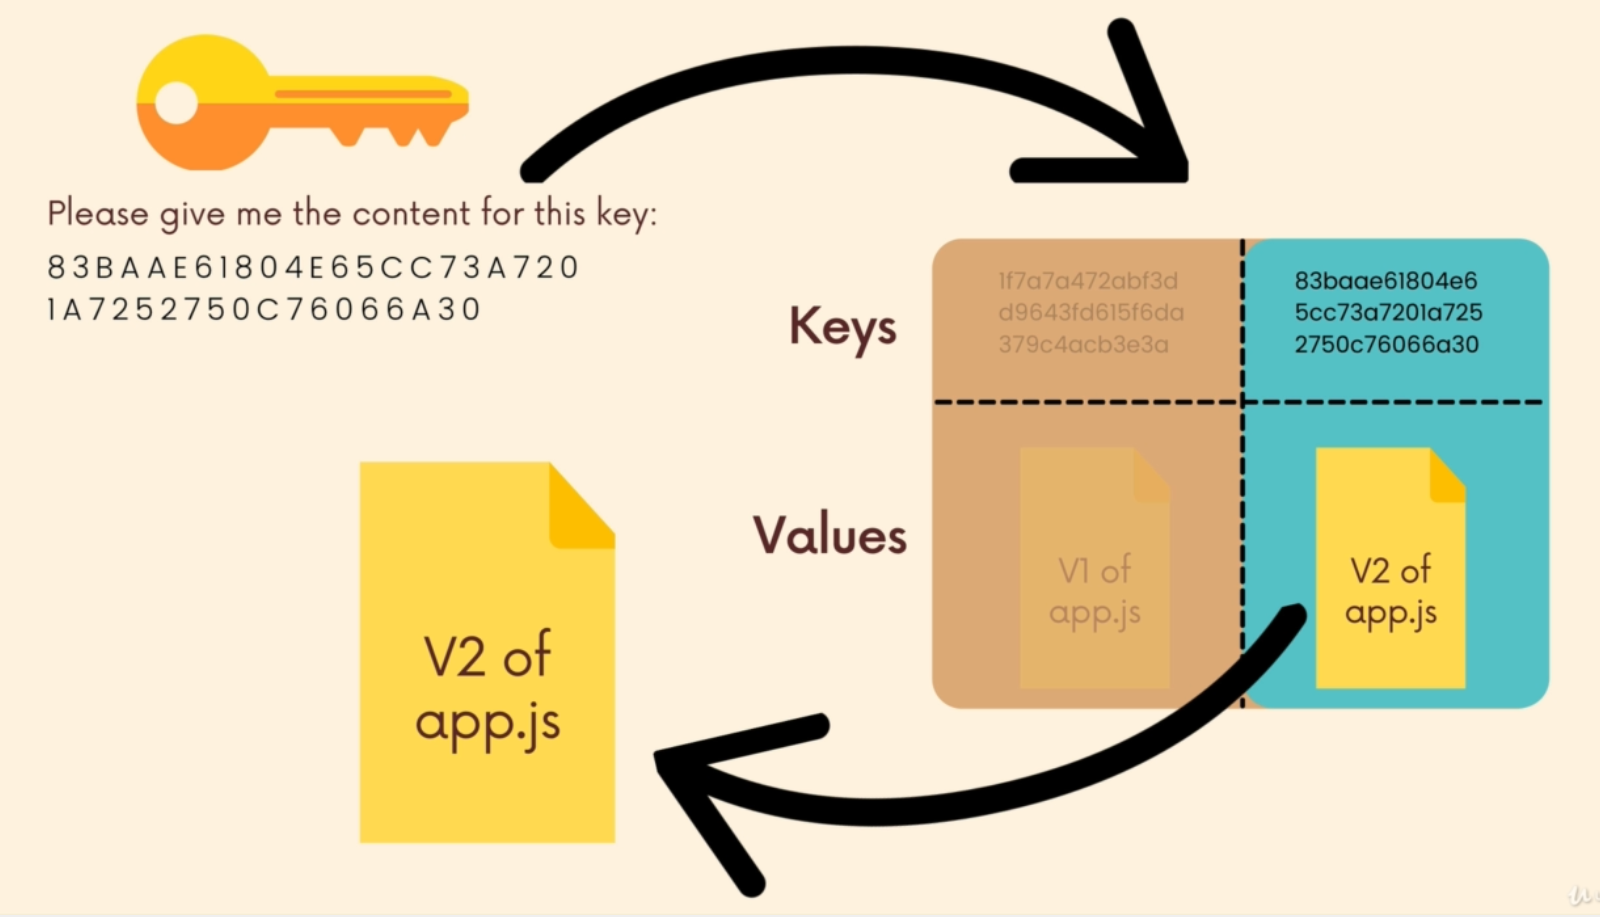 Please give me the content for this key:
83BAAE61804E65CC73A720
1A7252750C76066A30
Keys
1f7a7a472abf3d
d9643fd615f6da
379c4acb3e3a
83baae61804e6
5cc73a7201a725
2750c76066a30
Values
V1 of
app.js
V2 of
app.js
V2 of
app.js